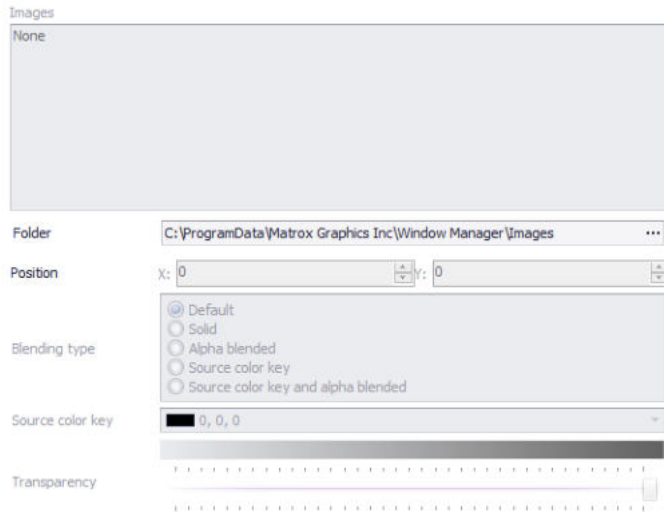 Images
None
Folder C:\ProgramData\Matrox Graphics Inc\Window Manager\Images ...
Position X: 0 Y: 0
Default
Solid
Blending type Alpha blended
Source color key
Source color key and alpha blended
Source color key 0, 0, 0
Transparency